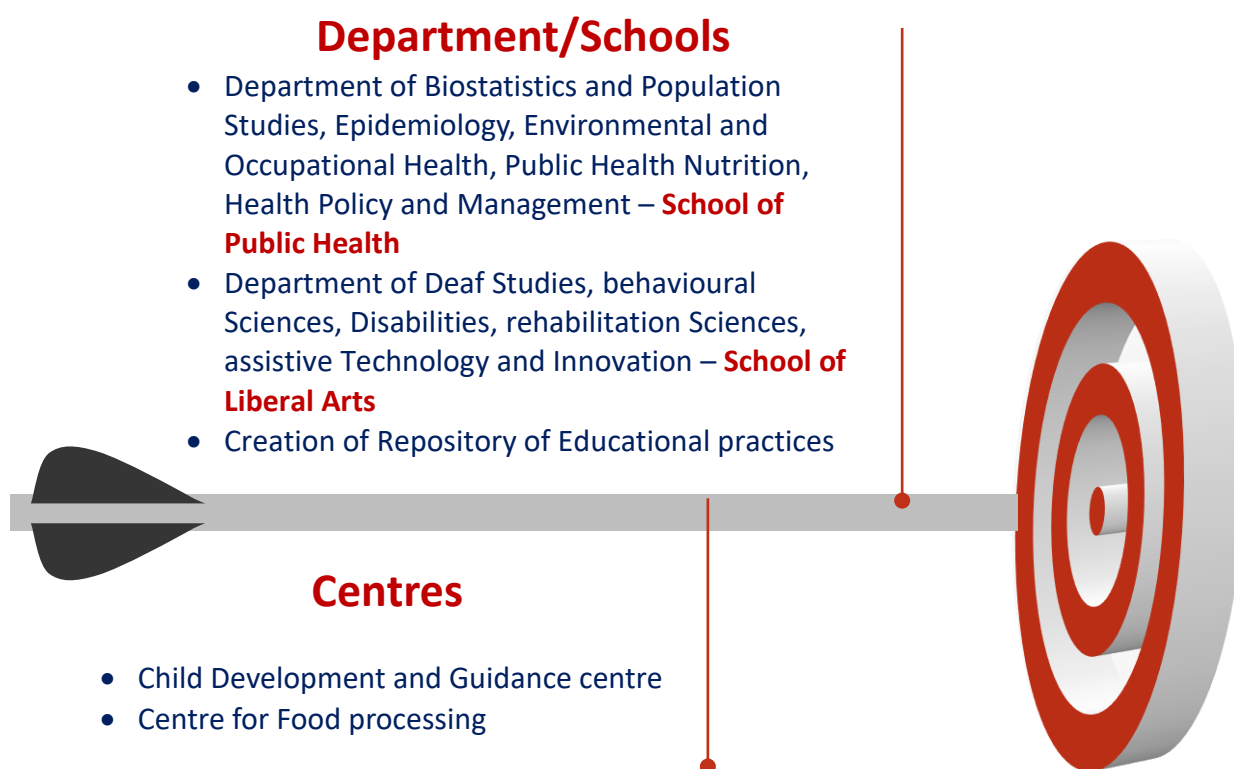 Department/Schools
• Department of Biostatistics and Population
Studies, Epidemiology, Environmental and
Occupational Health, Public Health Nutrition,
Health Policy and Management – School of
Public Health
• Department of Deaf Studies, behavioural
Sciences, Disabilities, rehabilitation Sciences,
assistive Technology and Innovation – School of
Liberal Arts
• Creation of Repository of Educational practices
Centres
• Child Development and Guidance centre
• Centre for Food processing